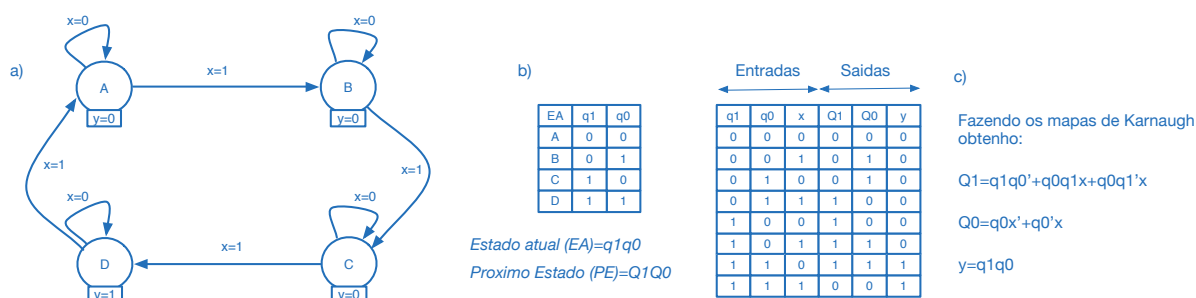 x=0
x=0
a)
A
x=1
B
y=0
y=0
x=1
x=1
x=0
x=0
D
x=1
C
y=1
y=0
b)
EA q1 q0
A 0 0
B 0 1
C 1 0
D 1 1
Estado atual (EA)=q1q0
Proximo Estado (PE)=Q1Q0
Entradas Saidas
q1 q0 x Q1 Q0 y
0 0 0 0 0 0
0 0 1 0 1 0
0 1 0 0 1 0
0 1 1 1 0 0
1 0 0 1 0 0
1 0 1 1 1 0
1 1 0 1 1 1
1 1 1 0 0 1
c)
Fazendo os mapas de Karnaugh
obtenho:
Q1=q1q0’+q0q1x+q0q1’x
Q0=q0x’+q0’x
y=q1q0